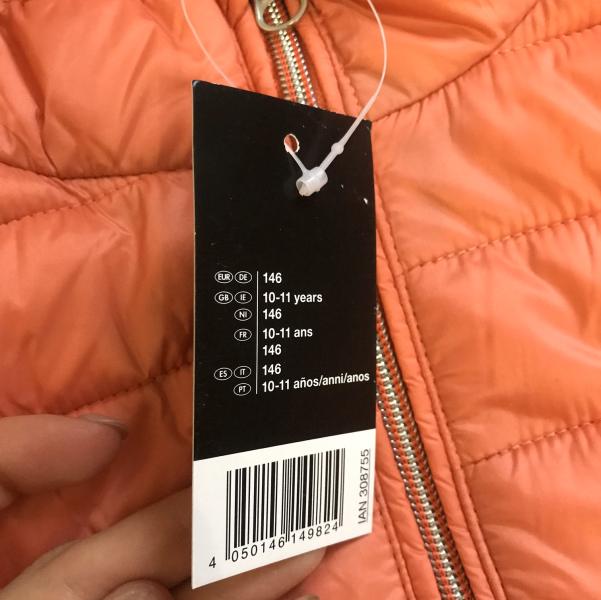 EUR DE 146
GB IE 10-11 years
NI 146
FR 10-11 ans
146
ES IT 146
PT 10-11 años/anni/anos
IAN 308755
4 050146 149824